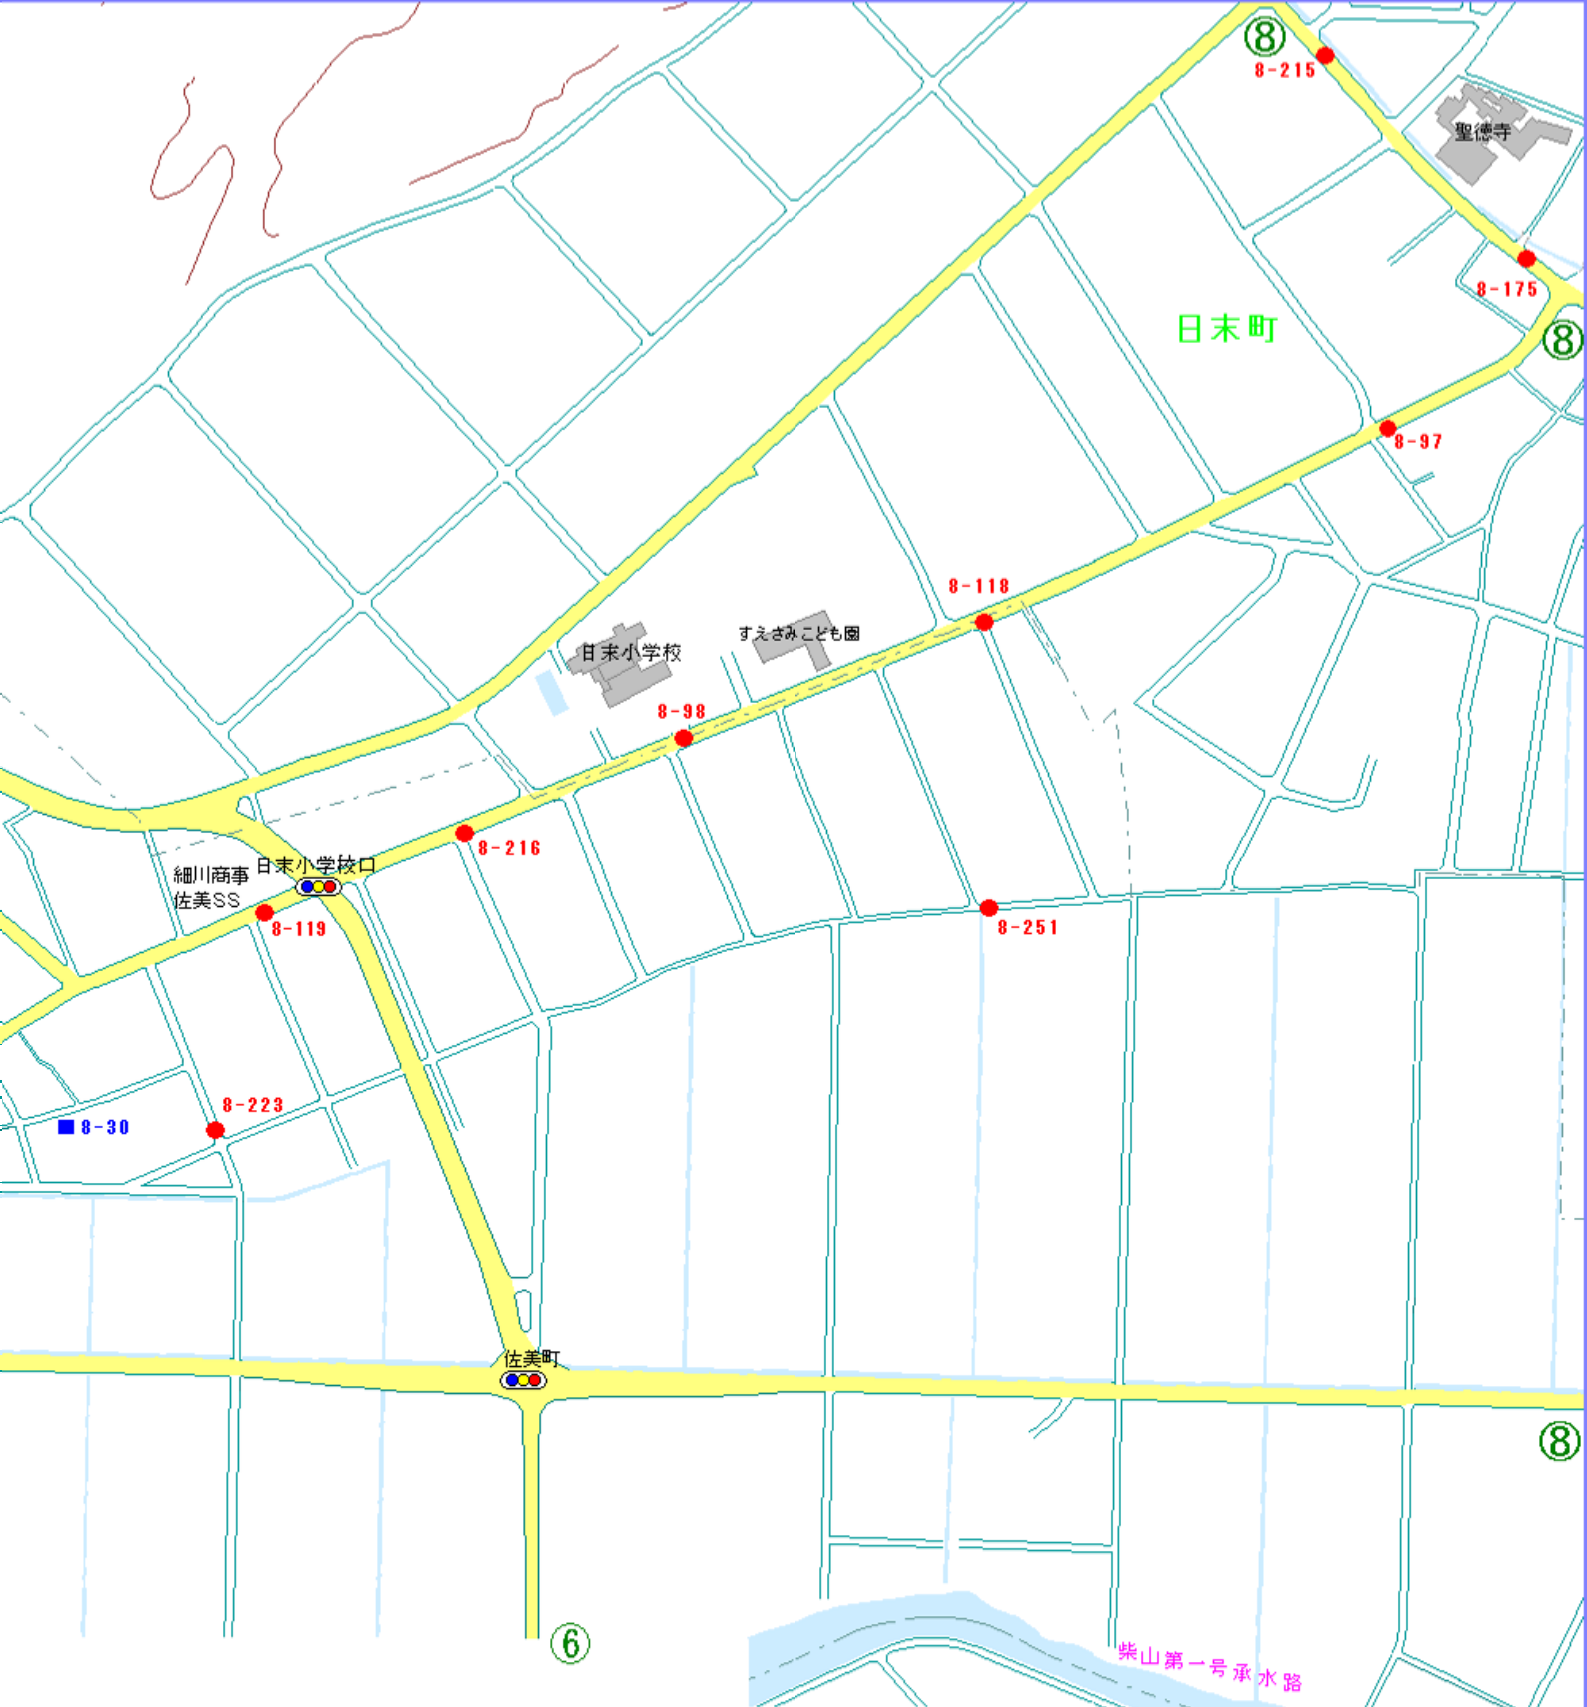 ⑧
8-215
聖徳寺
8-175
日末町
⑧
8-97
8-118
すえさみこども園
日末小学校
8-98
8-216
日末小学校口
細川商事
佐美SS
8-119
8-251
8-223
8-30
佐美町
⑧
⑥
柴山第一号承水路